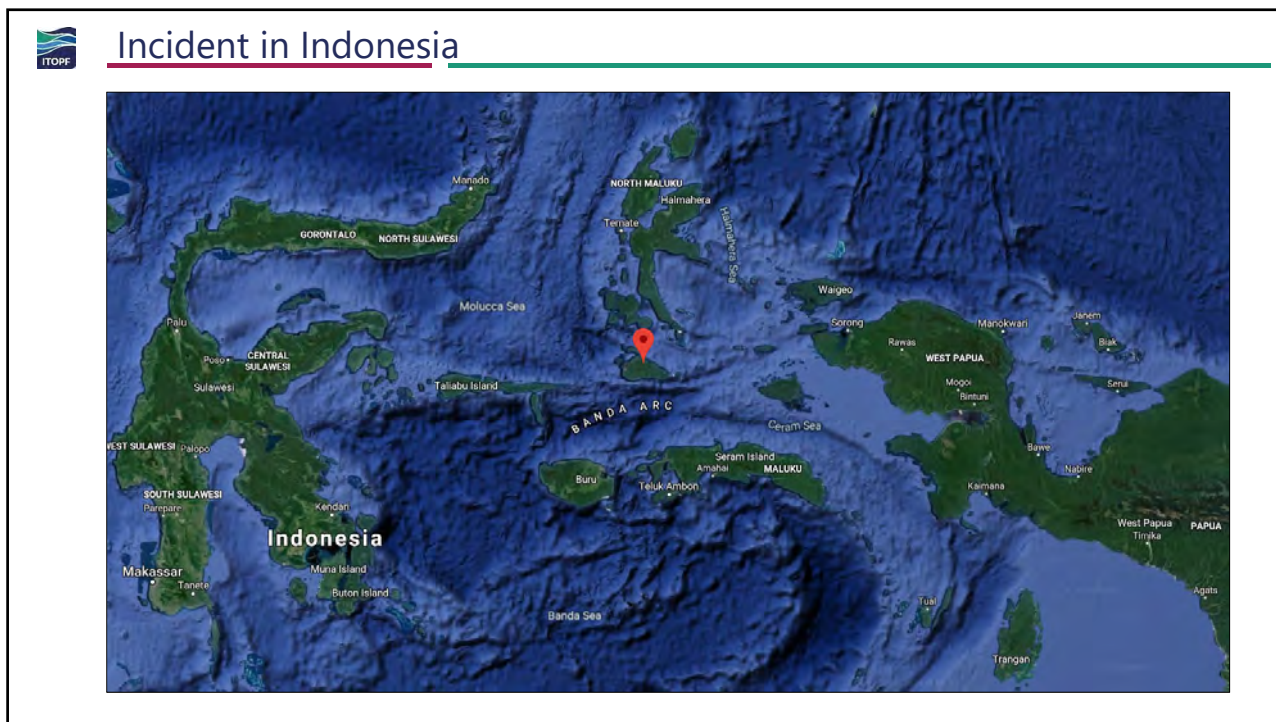 ITOPF
Incident in Indonesia
Manado
NORTH MALUKU
Halmahera
Ternate
GORONTALO
NORTH SULAWESI
Halmahera Sea
Molucca Sea
Waigeo
Palu
Sorong
Manokwari
Janem
Rawas
Biak
Poso
CENTRAL
SULAWESI
WEST PAPUA
Sulawesi
Taliabu Island
Mogoi
Bintuni
Serui
BANDA ARC
Ceram Sea
WEST SULAWESI
Palopo
Seram Island
Bawe
Buru
Amahai
MALUKU
Nabire
Teluk Ambon
Kaimana
SOUTH SULAWESI
Parepare
Kendari
West Papua
PAPUA
Timika
Indonesia
Makassar
Muna Island
Tanete
Buton Island
Agats
Tual
Banda Sea
Trangan